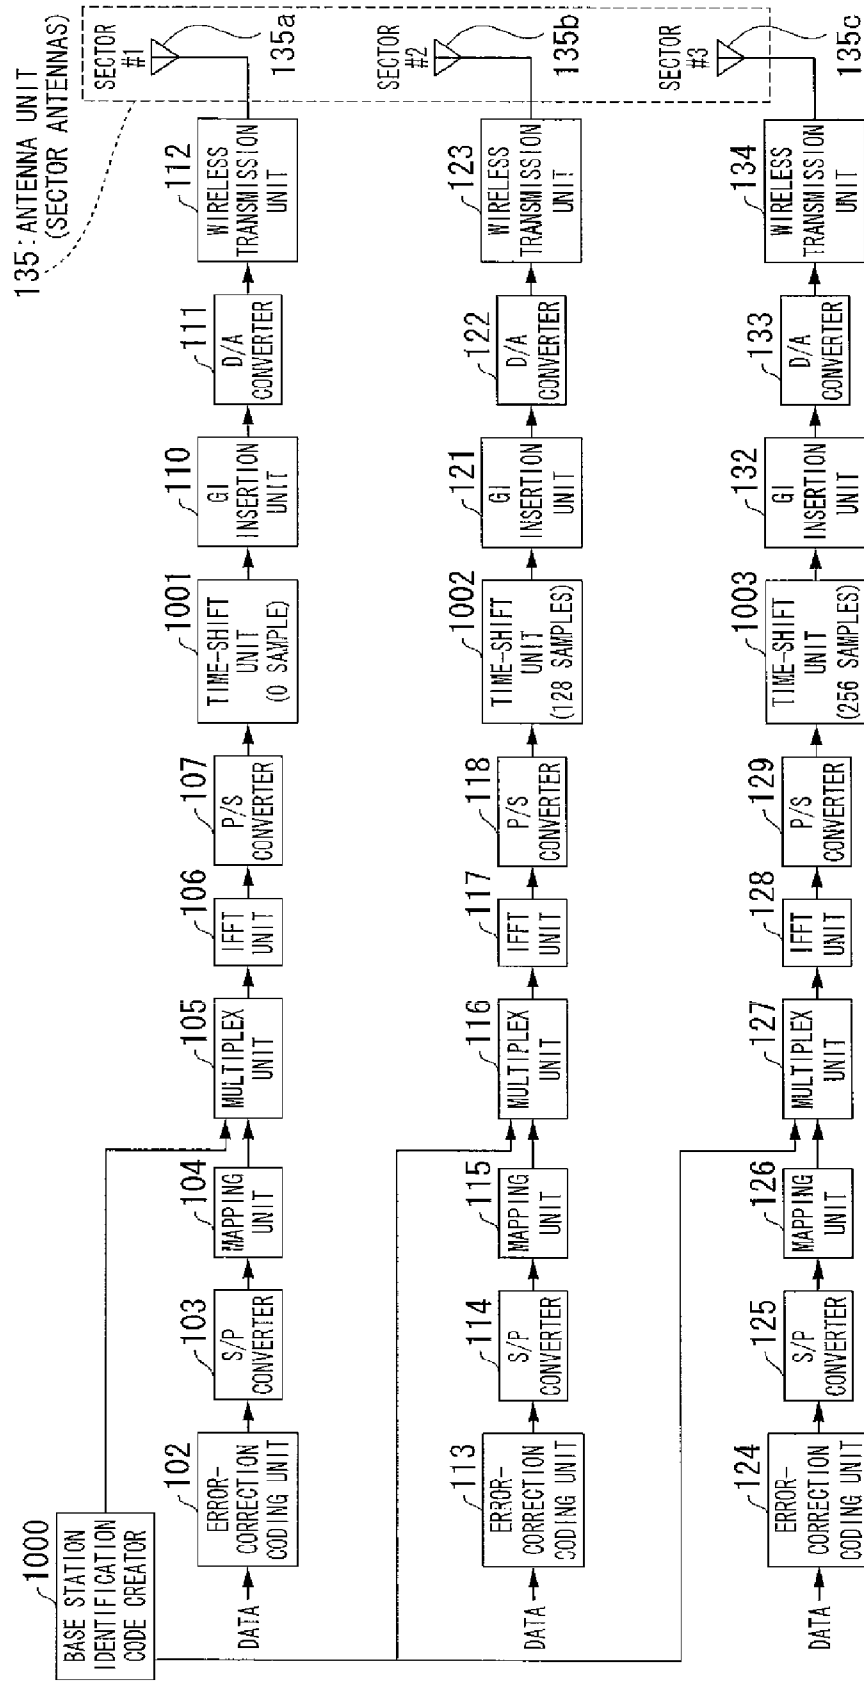 1000
BASE STATION
IDENTIFICATION
CODE CREATOR
135:ANTENNA UNIT
(SECTOR ANTENNAS)
DATA
102
ERROR-
CORRECTION
CODING UNIT
103
S/P
CONVERTER
104
MAPPING
UNIT
105
MULTIPLEX
UNIT
106
IFFT
UNIT
107
P/S
CONVERTER
1001
TIME-SHIFT
UNIT
(0 SAMPLE)
110
GI
INSERTION
UNIT
111
D/A
CONVERTER
112
WIRELESS
TRANSMISSION
UNIT
SECTOR
#1
135a
DATA
113
ERROR-
CORRECTION
CODING UNIT
114
S/P
CONVERTER
115
MAPPING
UNIT
116
MULTIPLEX
UNIT
117
IFFT
UNIT
118
P/S
CONVERTER
1002
TIME-SHIFT
UNIT
(128 SAMPLES)
121
GI
INSERTION
UNIT
122
D/A
CONVERTER
123
WIRELESS
TRANSMISSION
UNIT
SECTOR
#2
135b
DATA
124
ERROR-
CORRECTION
CODING UNIT
125
S/P
CONVERTER
126
MAPPING
UNIT
127
MULTIPLEX
UNIT
128
IFFT
UNIT
129
P/S
CONVERTER
1003
TIME-SHIFT
UNIT
(256 SAMPLES)
132
GI
INSERTION
UNIT
133
D/A
CONVERTER
134
WIRELESS
TRANSMISSION
UNIT
SECTOR
#3
135c